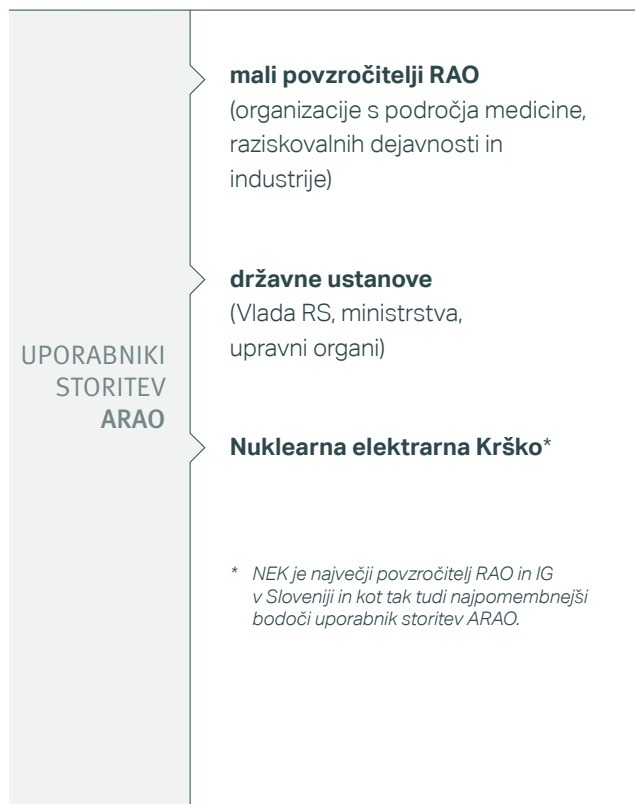 UPORABNIKI
STORITEV
ARAO
mali povzročitelji RAO
(organizacije s področja medicine,
raziskovalnih dejavnosti in
industrije)
državne ustanove
(Vlada RS, ministrstva,
upravni organi)
Nuklearna elektrarna Krško*
* NEK je največji povzročitelj RAO in IG
v Sloveniji in kot tak tudi najpomembnejši
bodoči uporabnik storitev ARAO.